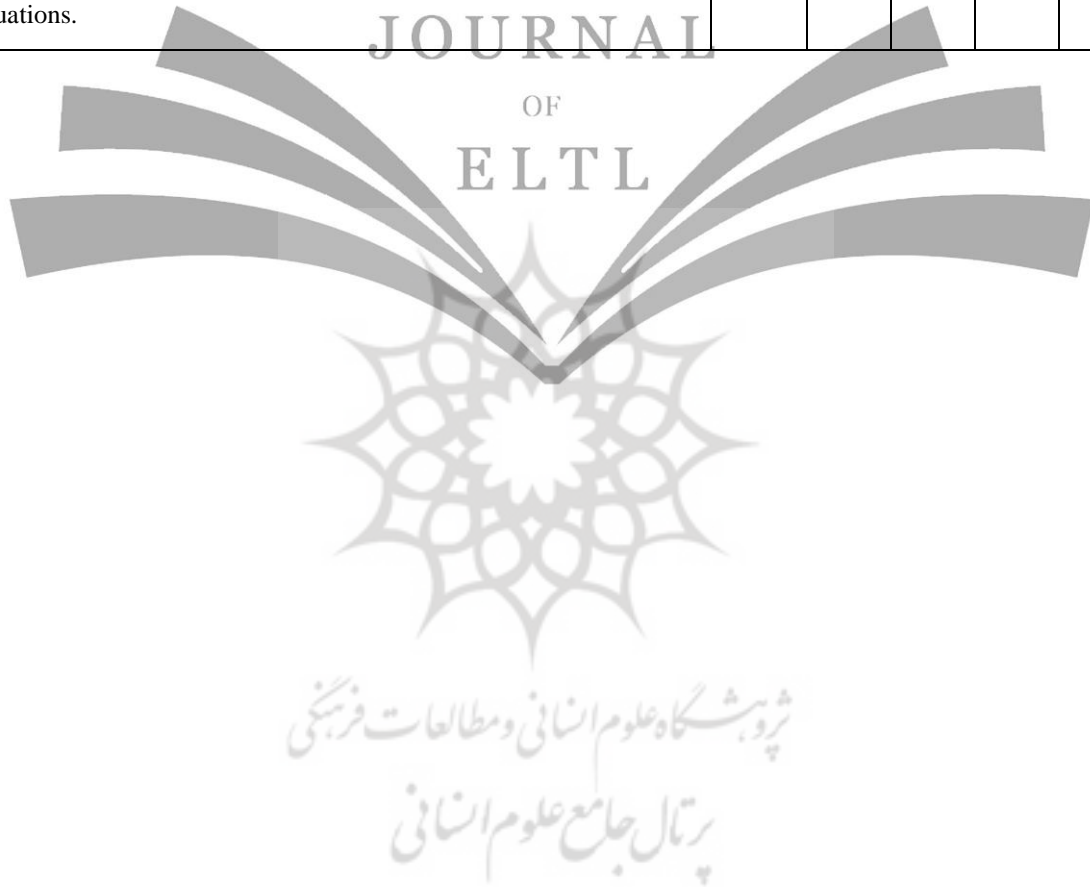 uations.
JOURNAL
OF
ELTL
پژوهشگاه علوم انسانی و مطالعات فرهنگی
پرتال جامع علوم انسانی